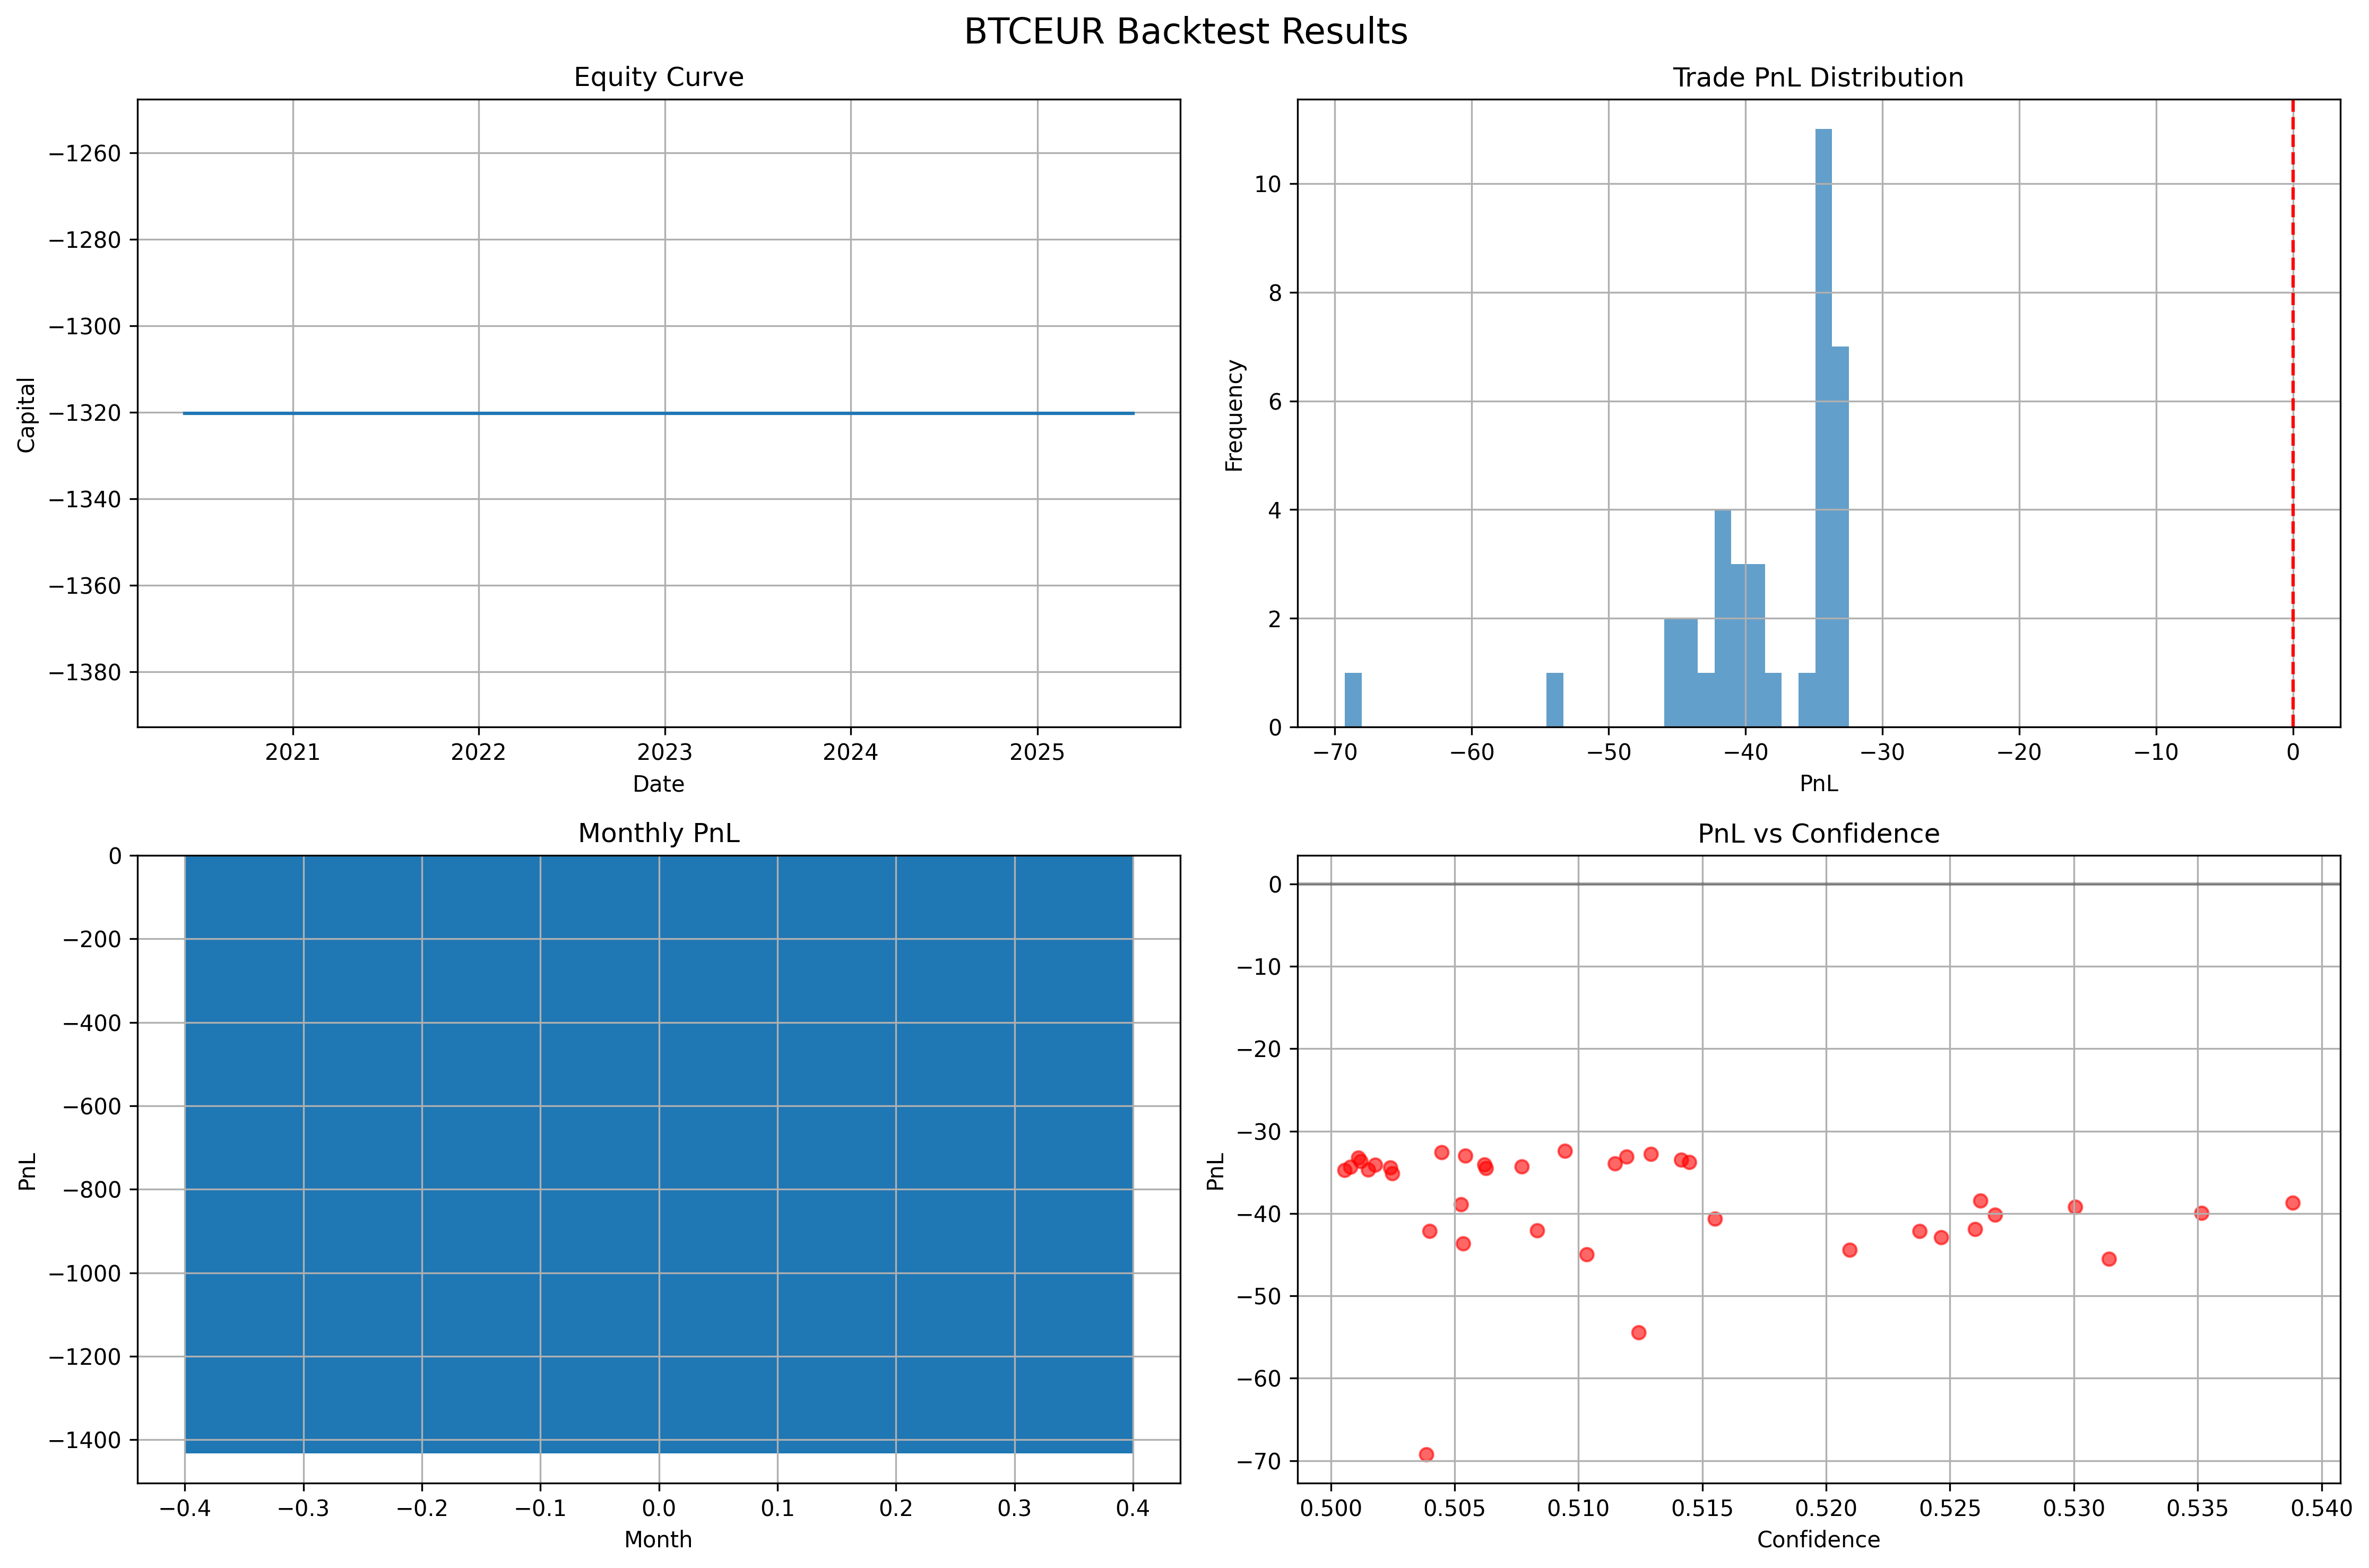 BTCEUR Backtest Results
Equity Curve
Capital
−1260
−1280
−1300
−1320
−1340
−1360
−1380
2021 2022 2023 2024 2025
Date
Trade PnL Distribution
Frequency
10
8
6
4
2
0
−70 −60 −50 −40 −30 −20 −10 0
PnL
Monthly PnL
PnL
0
−200
−400
−600
−800
−1000
−1200
−1400
−0.4 −0.3 −0.2 −0.1 0.0 0.1 0.2 0.3 0.4
Month
PnL vs Confidence
PnL
0
−10
−20
−30
−40
−50
−60
−70
0.500 0.505 0.510 0.515 0.520 0.525 0.530 0.535 0.540
Confidence